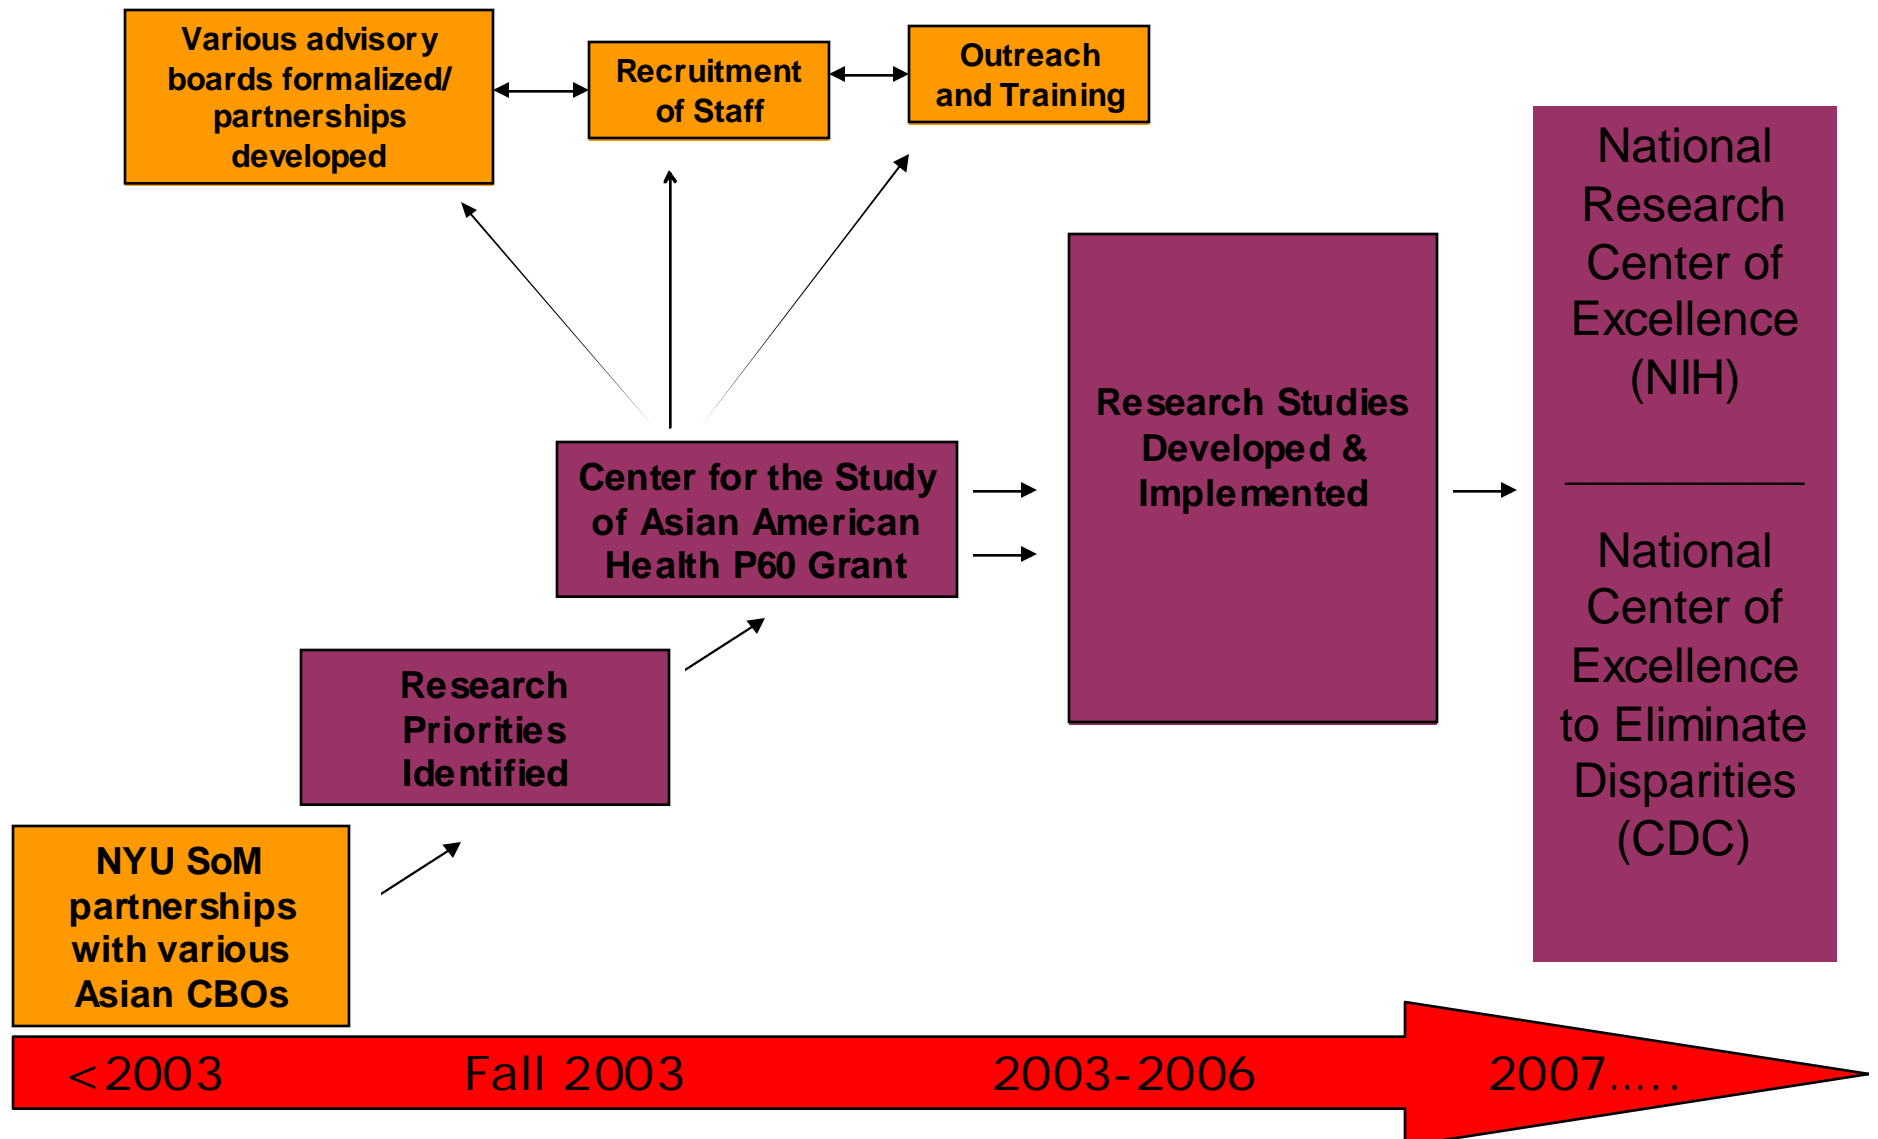 Various advisory
boards formalized/
partnerships
developed
Recruitment
of Staff
Outreach
and Training
National
Research
Center of
Excellence
(NIH)
National
Center of
Excellence
to Eliminate
Disparities
(CDC)
Research Studies
Developed &
Implemented
Center for the Study
of Asian American
Health P60 Grant
Research
Priorities
Identified
NYU SoM
partnerships
with various
Asian CBOs
<2003
Fall 2003
2003-2006
2007.....